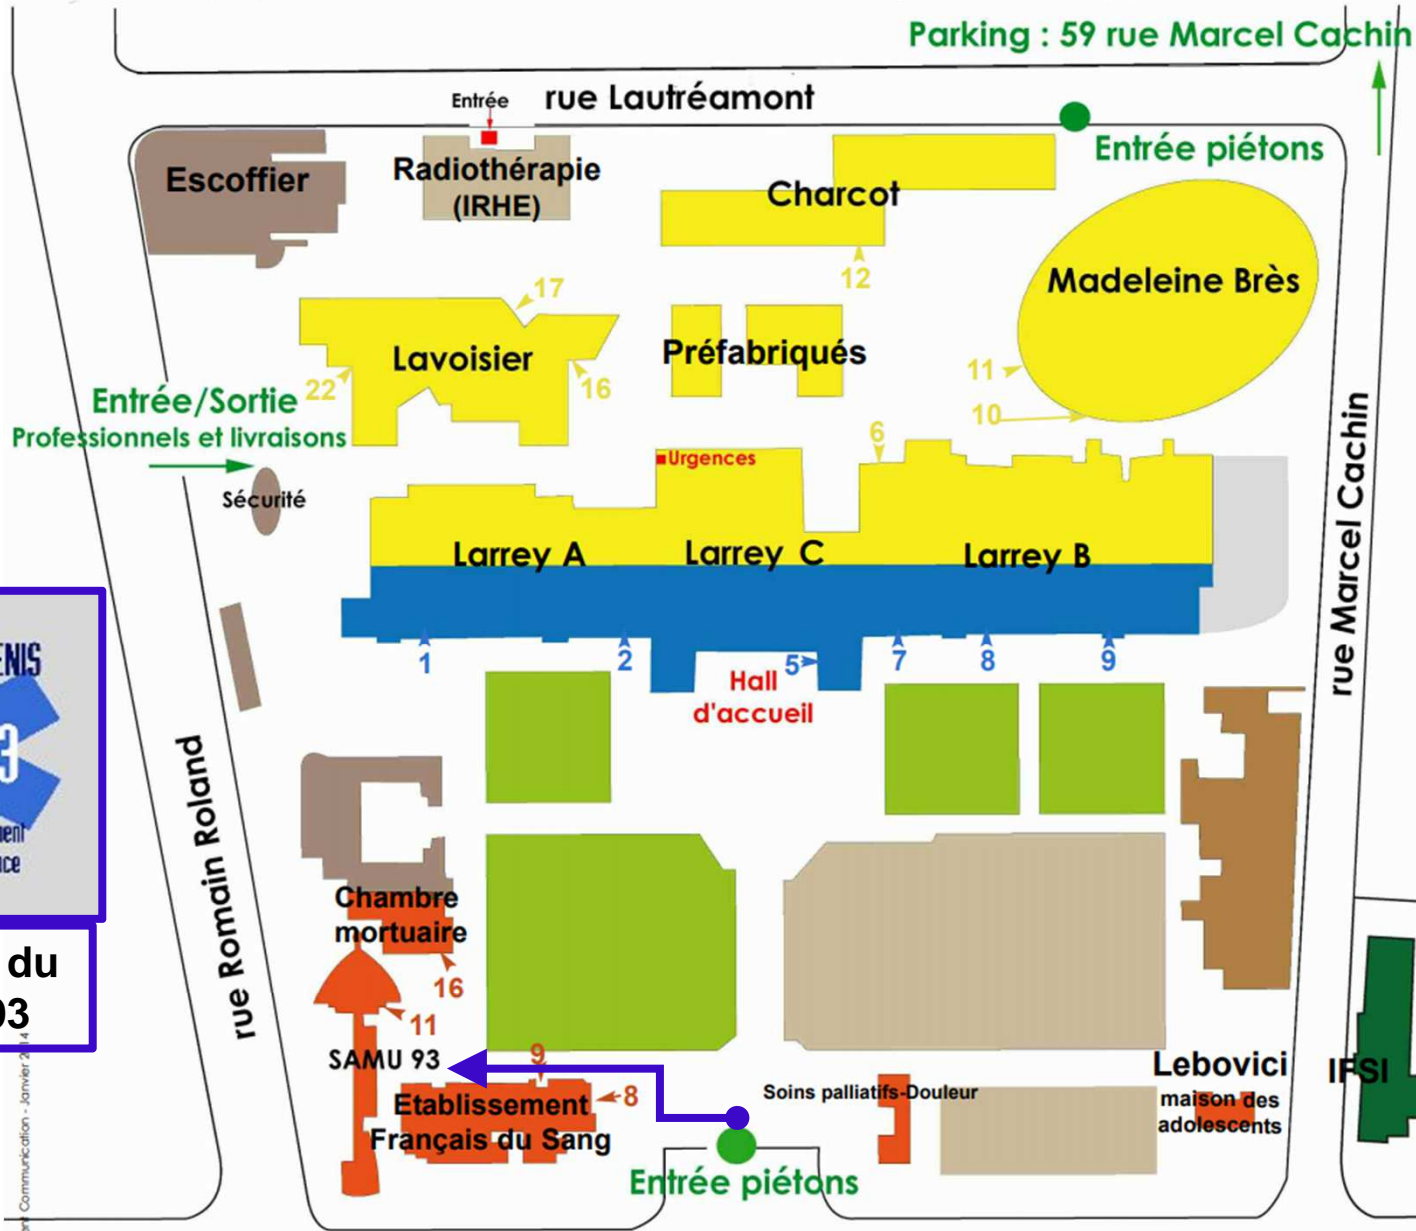 Parking : 59 rue Marcel Cachin
Entrée
rue Lautréamont
Entrée piétons
Escoffier
Radiothérapie
(IRHE)
Charcot
12
Madeleine Brès
17
Lavoisier
22
16
Préfabriqués
11
10
6
Entrée/Sortie
Professionnels et livraisons
Sécurité
Urgences
Larrey A
Larrey C
Larrey B
rue Marcel Cachin
1
2
5
7
8
9
Hall
d'accueil
3
du
rue Romain Roland
Chambre
mortuaire
16
11
SAMU 93
9
8
Etablissement
Français du Sang
Soins palliatifs-Douleur
Lebovici
maison des
adolescents
IFSI
Entrée piétons
Communication - Janvier